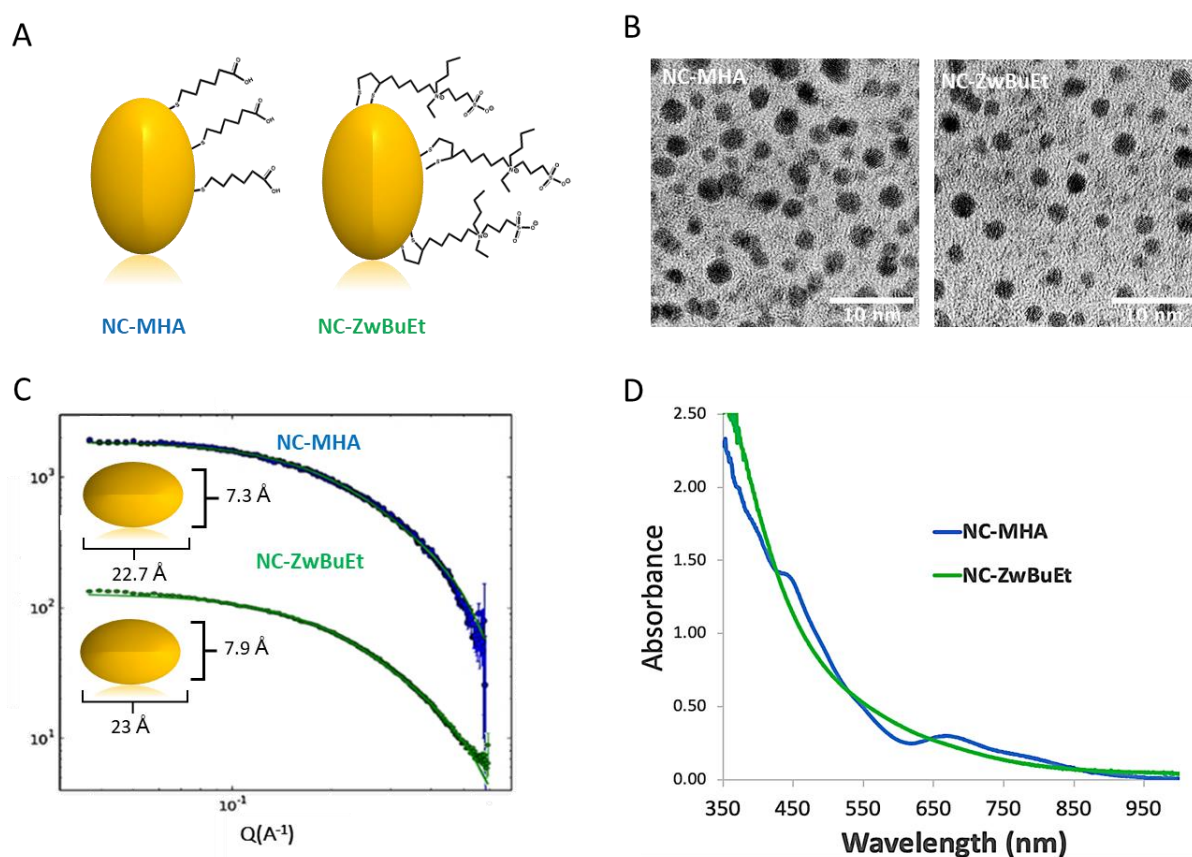 A
NC-MHA
NC-ZwBuEt
B
NC-MHA
10 nm
NC-ZwBuEt
10 nm
C
10³
10²
10¹
10⁻¹
Q(A⁻¹)
NC-MHA
7.3 Å
22.7 Å
NC-ZwBuEt
7.9 Å
23 Å
D
Absorbance
2.50
2.00
1.50
1.00
0.50
0.00
350 450 550 650 750 850 950
Wavelength (nm)
NC-MHA
NC-ZwBuEt